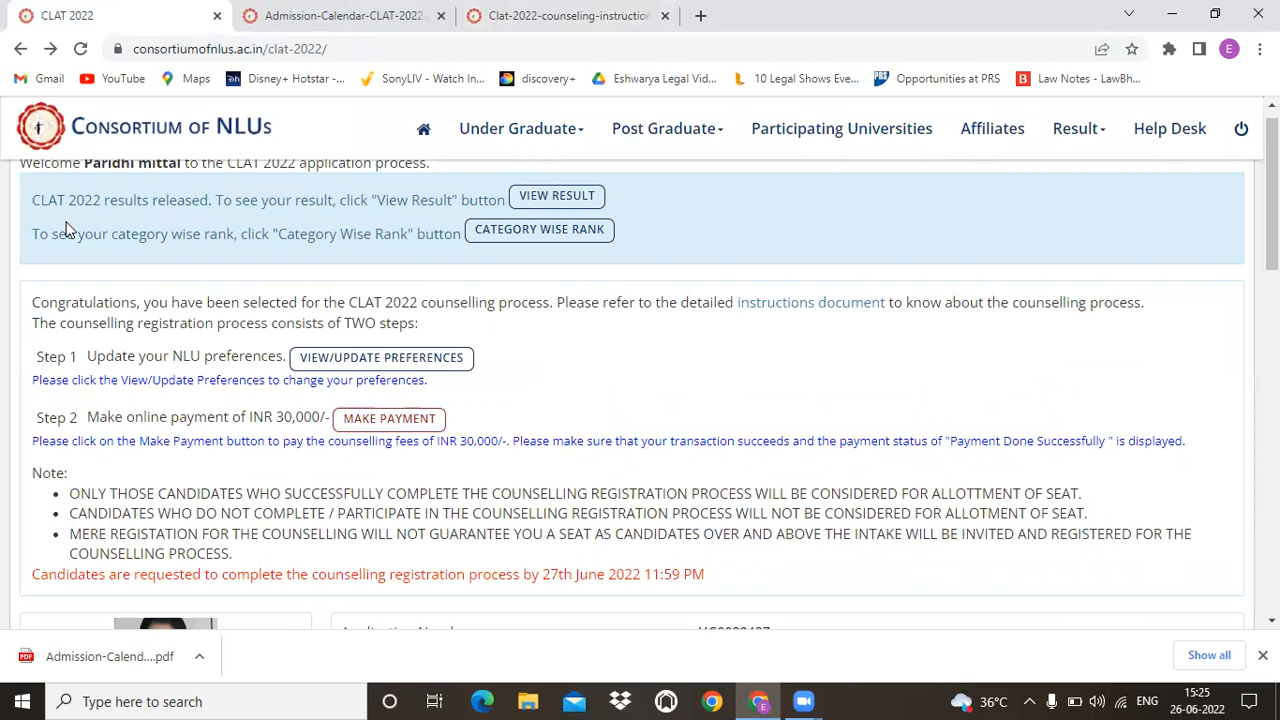 CLAT 2022
Admission-Calendar-CLAT-2022
Clat-2022-counseling-instruction
consortiumofnlus.ac.in/clat-2022/
E
Gmail
YouTube
Maps
Disney+ Hotstar -...
SonyLIV - Watch In...
discovery+
Eshwarya Legal Vid...
10 Legal Shows Eve...
PRS
Opportunities at PRS
B
Law Notes - LawBh...
CONSORTIUM OF NLUS
Under Graduate
Post Graduate
Participating Universities
Affiliates
Result
Help Desk
Welcome Paridhi mittal to the CLAT 2022 application process.
CLAT 2022 results released. To see your result, click "View Result" button VIEW RESULT
To see your category wise rank, click "Category Wise Rank" button CATEGORY WISE RANK
Congratulations, you have been selected for the CLAT 2022 counselling process. Please refer to the detailed instructions document to know about the counselling process.
The counselling registration process consists of TWO steps:
Step 1 Update your NLU preferences. VIEW/UPDATE PREFERENCES
Please click the View/Update Preferences to change your preferences.
Step 2 Make online payment of INR 30,000/- MAKE PAYMENT
Please click on the Make Payment button to pay the counselling fees of INR 30,000/-. Please make sure that your transaction succeeds and the payment status of "Payment Done Successfully " is displayed.
Note:
• ONLY THOSE CANDIDATES WHO SUCCESSFULLY COMPLETE THE COUNSELLING REGISTRATION PROCESS WILL BE CONSIDERED FOR ALLOTTMENT OF SEAT.
• CANDIDATES WHO DO NOT COMPLETE / PARTICIPATE IN THE COUNSELLING REGISTRATION PROCESS WILL NOT BE CONSIDERED FOR ALLOTMENT OF SEAT.
• MERE REGISTATION FOR THE COUNSELLING WILL NOT GUARANTEE YOU A SEAT AS CANDIDATES OVER AND ABOVE THE INTAKE WILL BE INVITED AND REGISTERED FOR THE
COUNSELLING PROCESS.
Candidates are requested to complete the counselling registration process by 27th June 2022 11:59 PM
PDF
Admission-Calend....pdf
Show all
Type here to search
36°C
ENG
15:25
26-06-2022